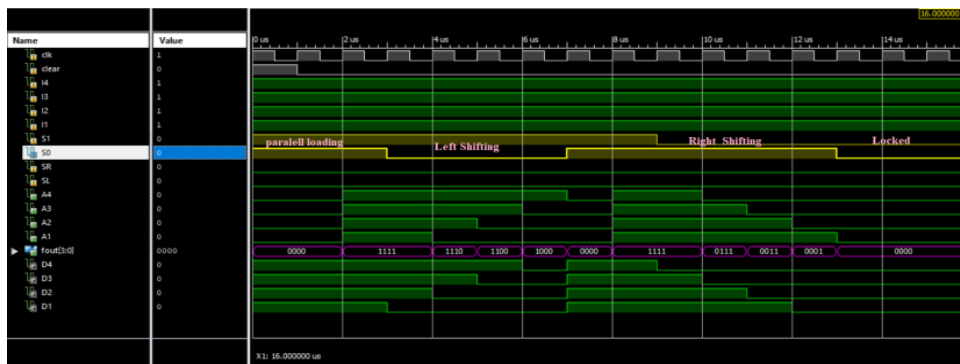 16.000000
Name Value
0 us 2 us 4 us 6 us 8 us 10 us 12 us 14 us
clk 1
clear 0
I4 1
I3 1
I2 1
I1 1
S1 0
paralell loading Left Shifting Right Shifting Locked
S0 0
SR 0
SL 0
A4 0
A3 0
A2 0
A1 0
fout[3:0] 0000 0000 1111 1110 1100 1000 0000 1111 0111 0011 0001 0000
D4 0
D3 0
D2 0
D1 0
X1: 16.000000 us